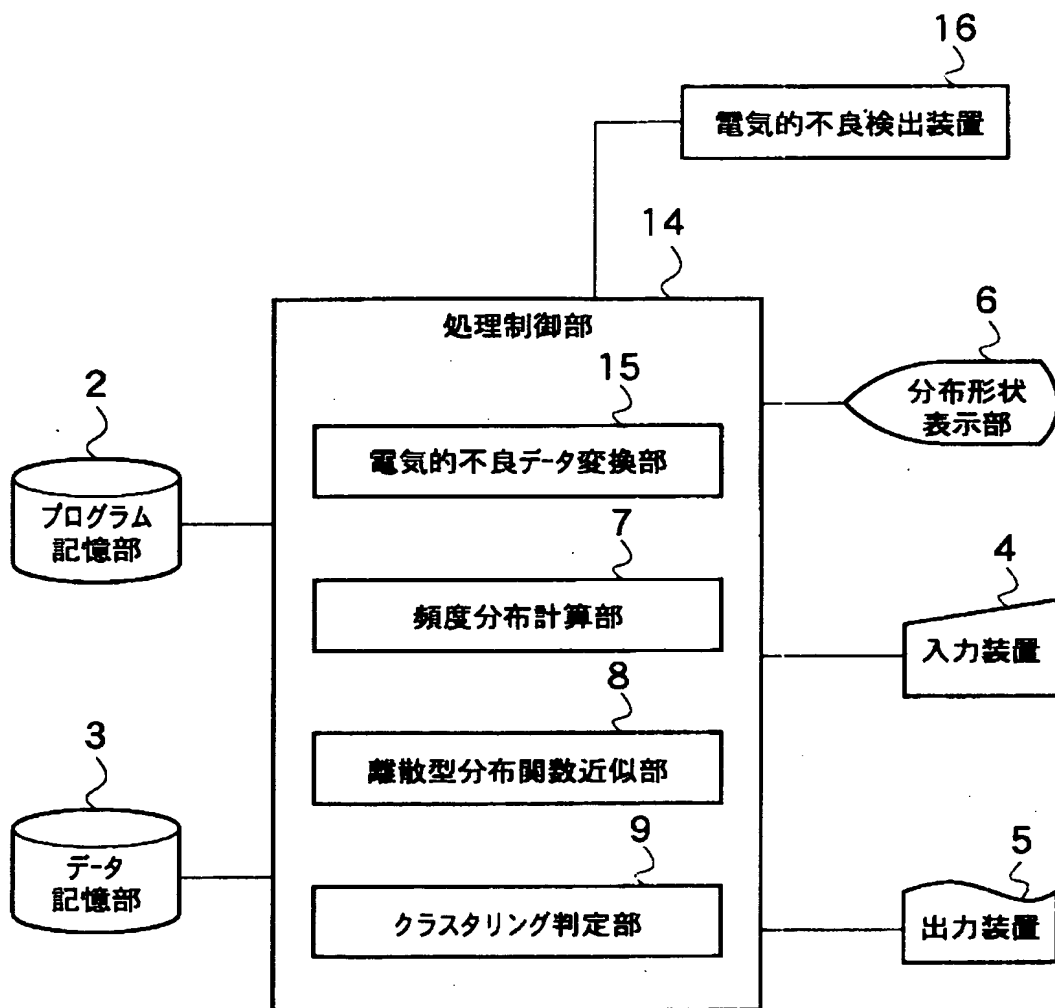 16
電気的不良検出装置
14
処理制御部
6
分布形状
表示部
15
電気的不良データ変換部
2
プログラム
記憶部
7
頻度分布計算部
4
入力装置
8
離散型分布関数近似部
3
データ
記憶部
9
クラスタリング判定部
5
出力装置